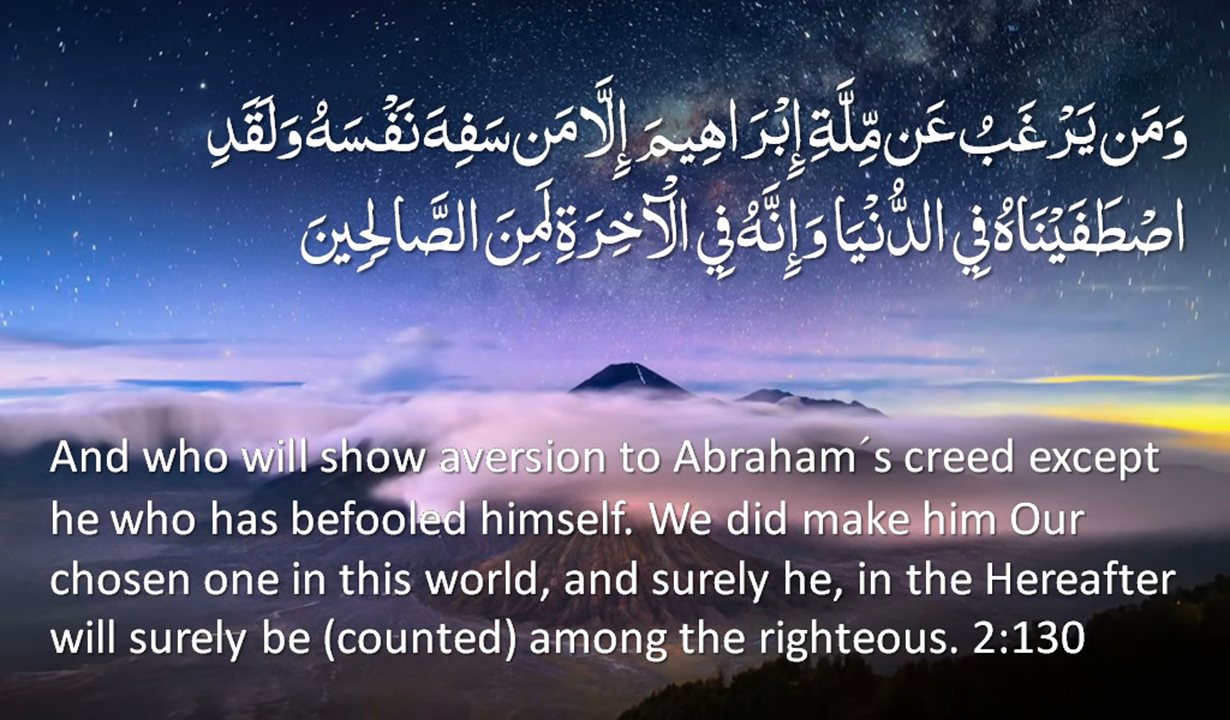 وَمَن يَرْغَبُ عَن مِّلَّةِ إِبْرَاهِيمَ إِلَّا مَن سَفِهَ نَفْسَهُ وَلَقَدِ
اصْطَفَيْنَاهُ فِي الدُّنْيَا وَإِنَّهُ فِي الْآخِرَةِ لَمِنَ الصَّالِحِينَ
And who will show aversion to Abraham´s creed except
he who has befooled himself. We did make him Our
chosen one in this world, and surely he, in the Hereafter
will surely be (counted) among the righteous. 2:130